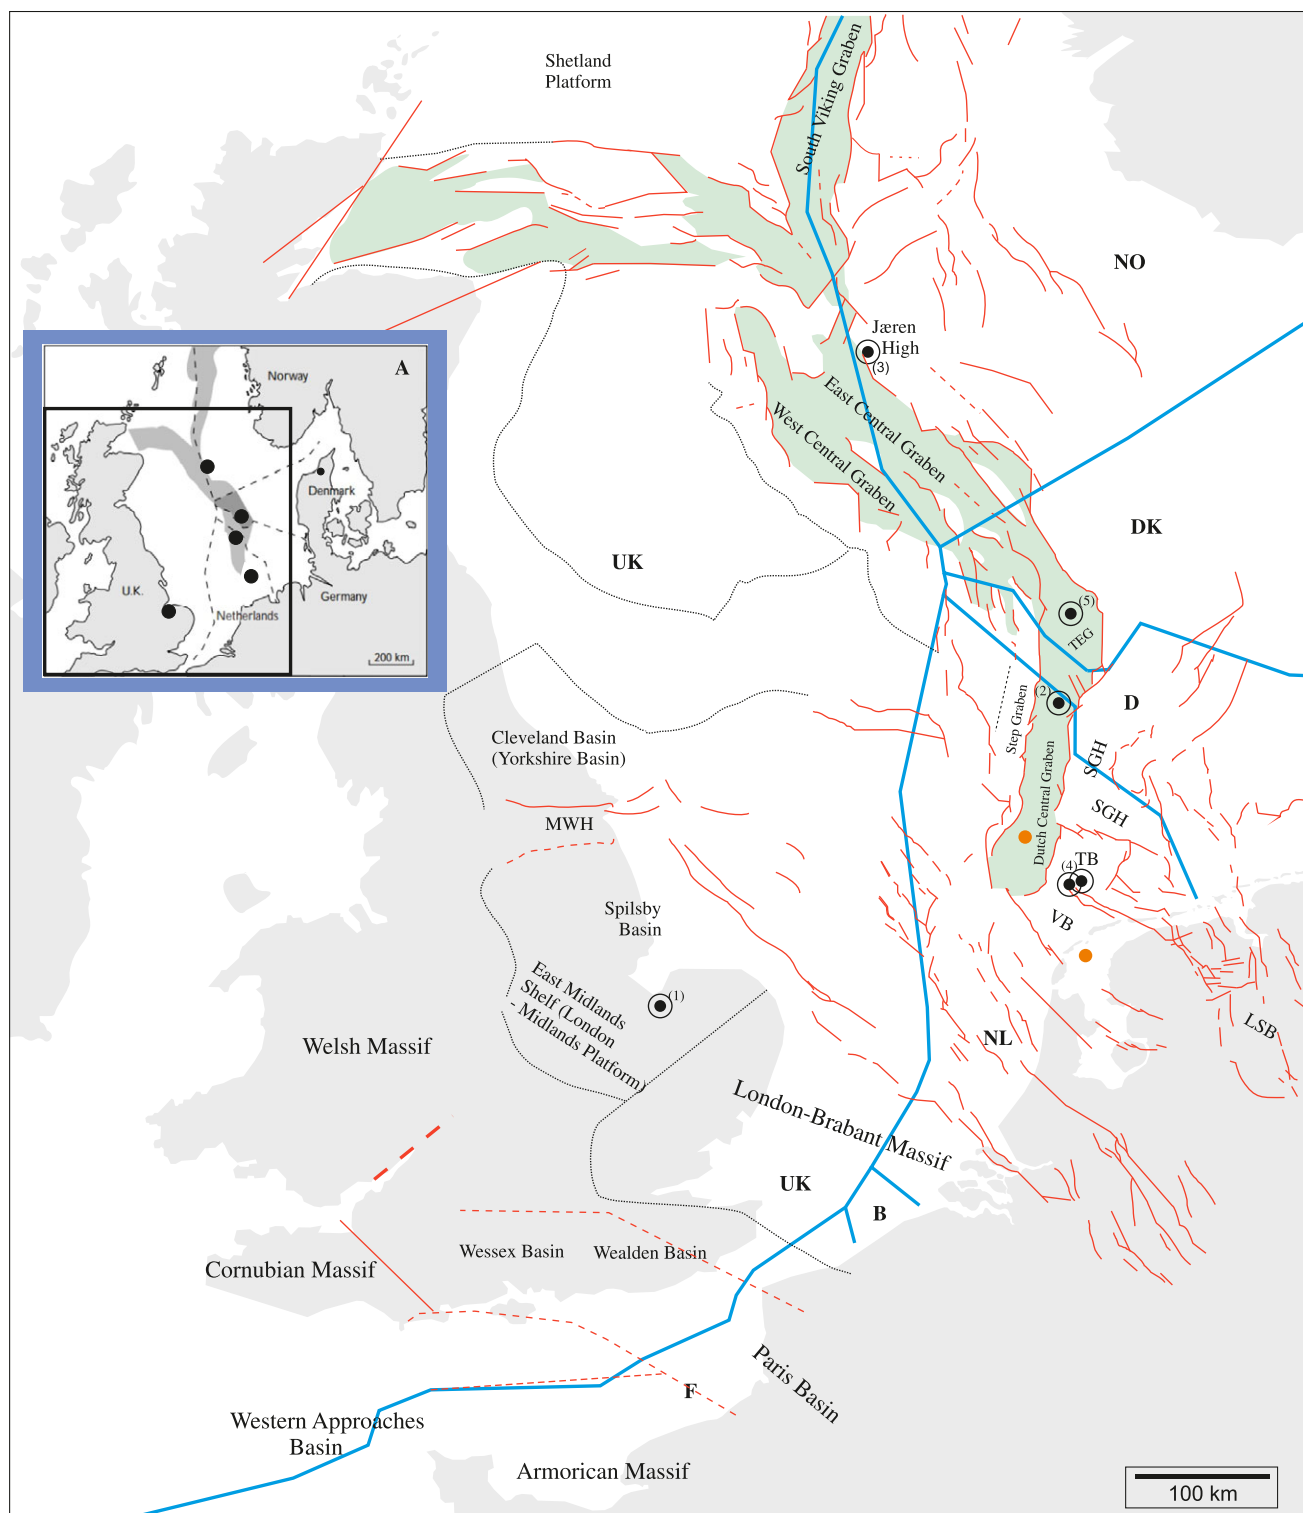 Shetland
Platform
South Viking Graben
NO
Jæren
High
(3)
East Central Graben
West Central Graben
A
Norway
Denmark
U.K.
Germany
Netherlands
200 km
UK
DK
(5)
TEG
(2)
D
Step Graben
Cleveland Basin
(Yorkshire Basin)
SGH
SGH
Dutch Central Graben
MWH
(4)
TB
VB
Spilsby
Basin
East Midlands
Shelf (London
- Midlands Platform)
(1)
LSB
NL
Welsh Massif
London-Brabant Massif
UK
B
Wessex Basin
Wealden Basin
Cornubian Massif
Paris Basin
F
Western Approaches
Basin
Armorican Massif
100 km